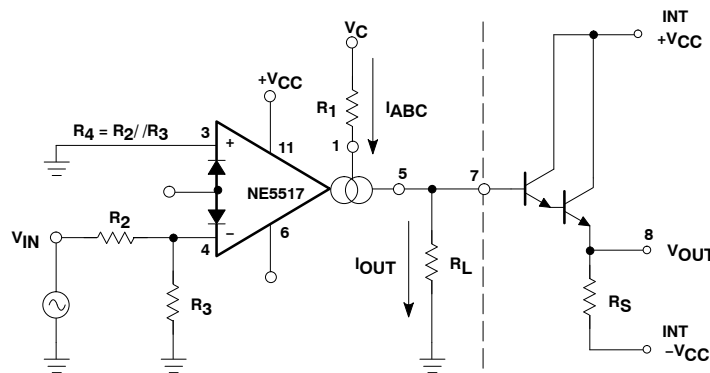 INT
+VCC
VC
+VCC
R1
IABC
R4 = R2//R3
3
+
11
1
NE5517
5
7
R2
VIN
4
−
6
8
VOUT
IOUT
RL
R3
RS
INT
−VCC